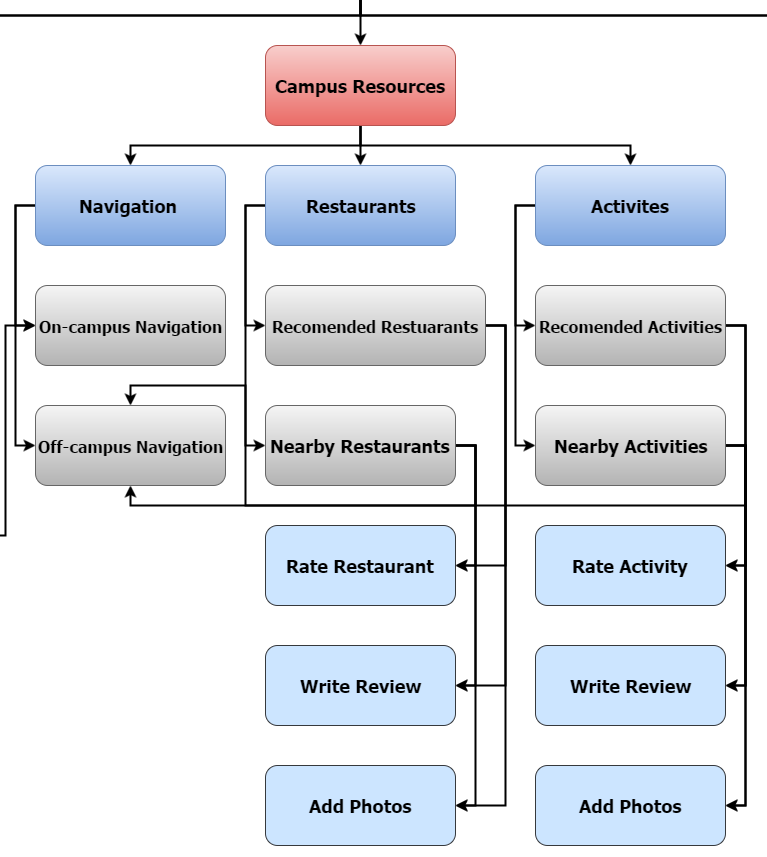 Campus Resources
Navigation
Restaurants
Activites
On-campus Navigation
Recomended Restuarants
Recomended Activities
Off-campus Navigation
Nearby Restaurants
Nearby Activities
Rate Restaurant
Rate Activity
Write Review
Write Review
Add Photos
Add Photos